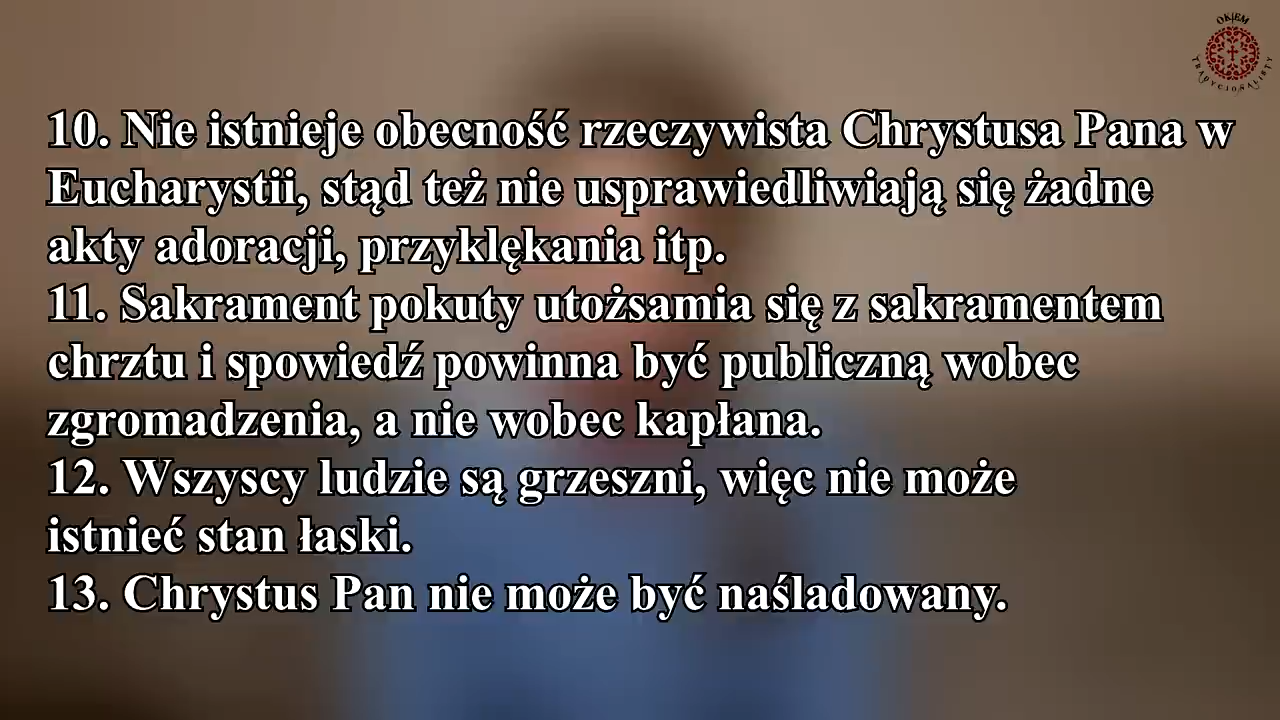 OKIEM
TRADYCJONALISTY
10. Nie istnieje obecność rzeczywista Chrystusa Pana w
Eucharystii, stąd też nie usprawiedliwiają się żadne
akty adoracji, przyklękania itp.
11. Sakrament pokuty utożsamia się z sakramentem
chrztu i spowiedź powinna być publiczną wobec
zgromadzenia, a nie wobec kapłana.
12. Wszyscy ludzie są grzeszni, więc nie może
istnieć stan łaski.
13. Chrystus Pan nie może być naśladowany.